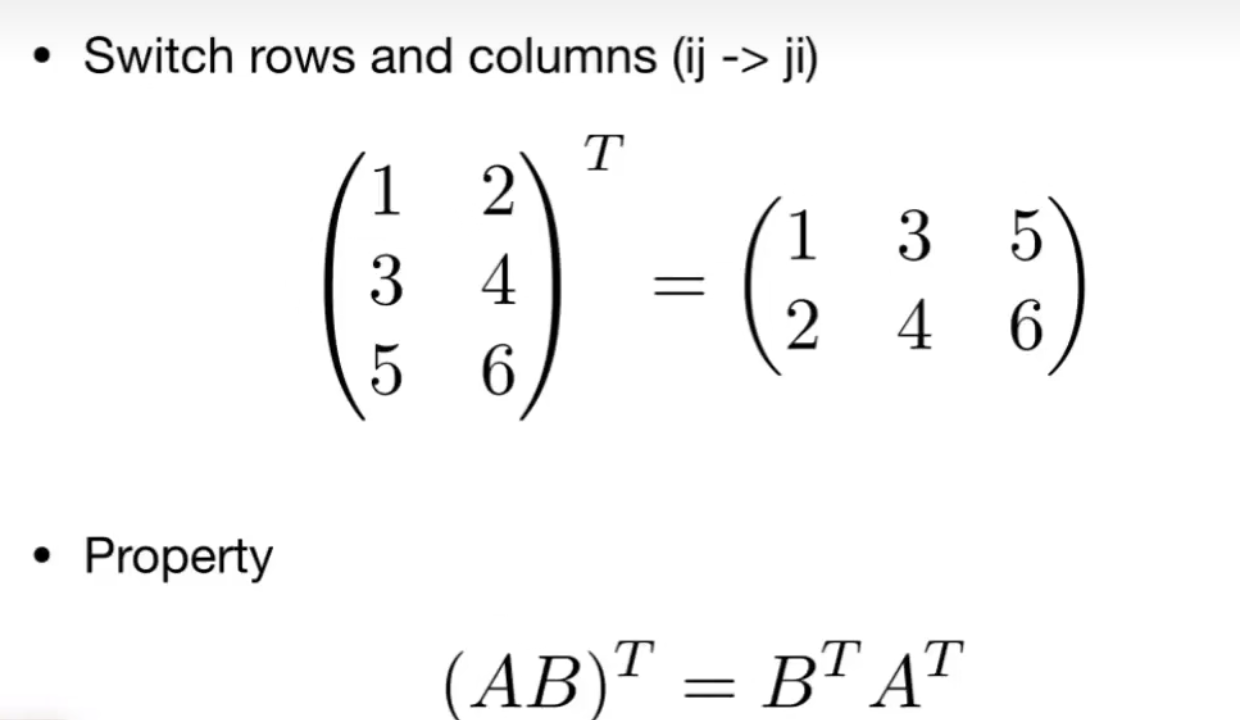 • Switch rows and columns (ij -> ji)
T
1 2
3 4
5 6
=
1 3 5
2 4 6
• Property
(AB)^T = B^T A^T